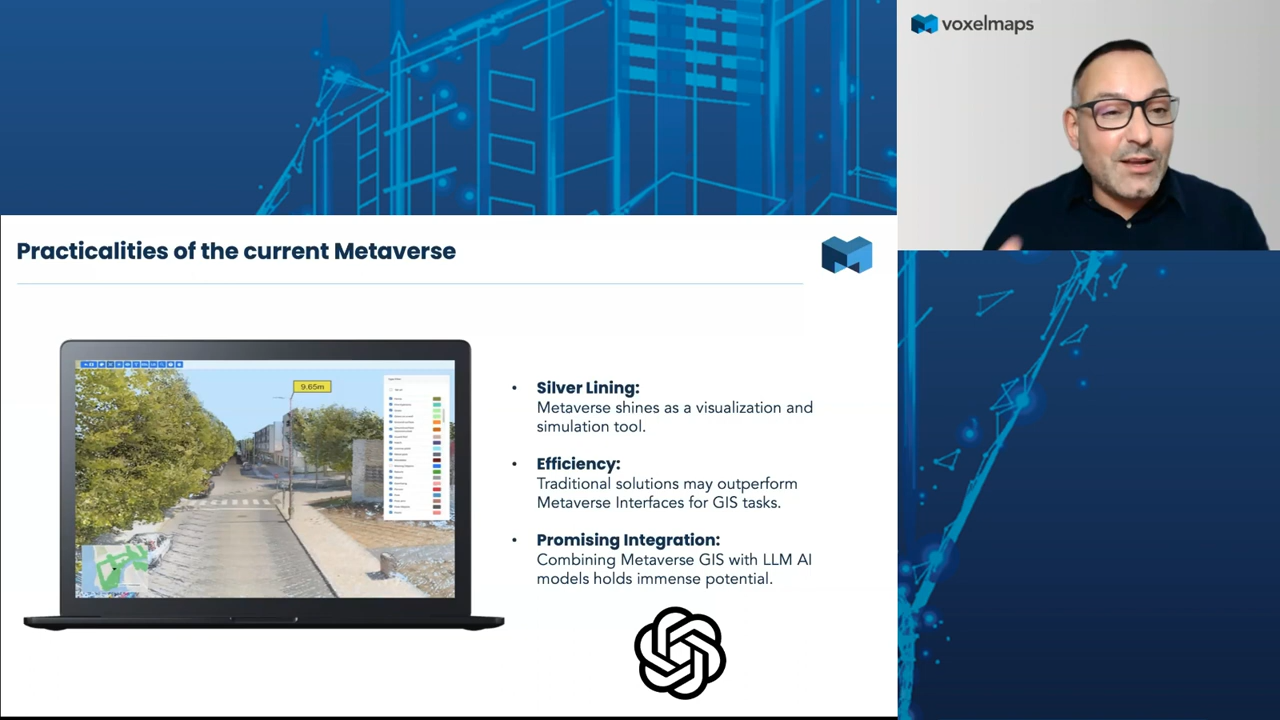 voxelmaps
Practicalities of the current Metaverse
9.65m
• Silver Lining:
Metaverse shines as a visualization and
simulation tool.
• Efficiency:
Traditional solutions may outperform
Metaverse Interfaces for GIS tasks.
• Promising Integration:
Combining Metaverse GIS with LLM AI
models holds immense potential.